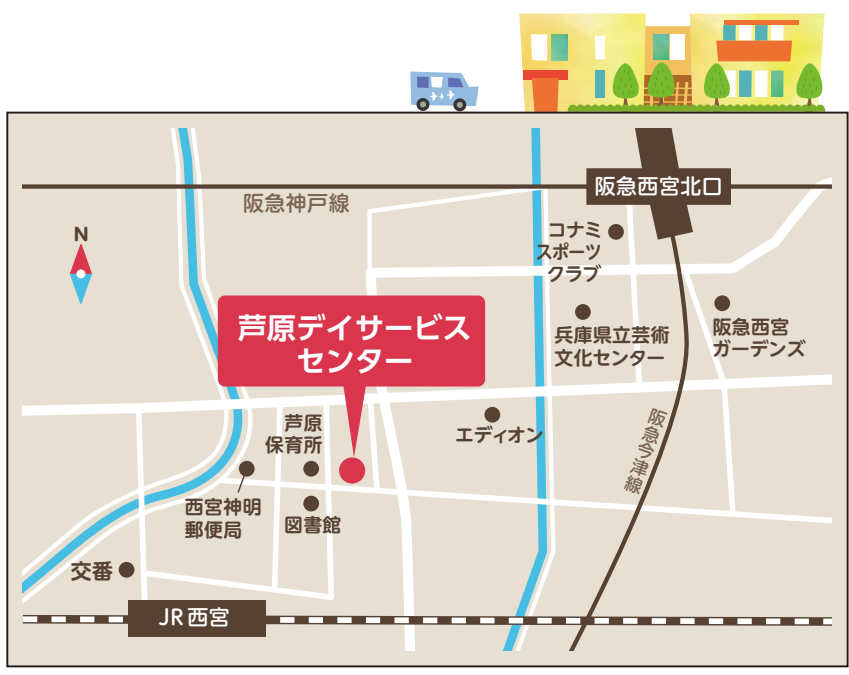 阪急西宮北口
阪急神戸線
N
コナミ
スポーツ
クラブ
芦原デイサービス
センター
兵庫県立芸術
文化センター
阪急西宮
ガーデンズ
エディオン
阪急今津線
芦原
保育所
西宮神明
郵便局
図書館
交番
JR西宮